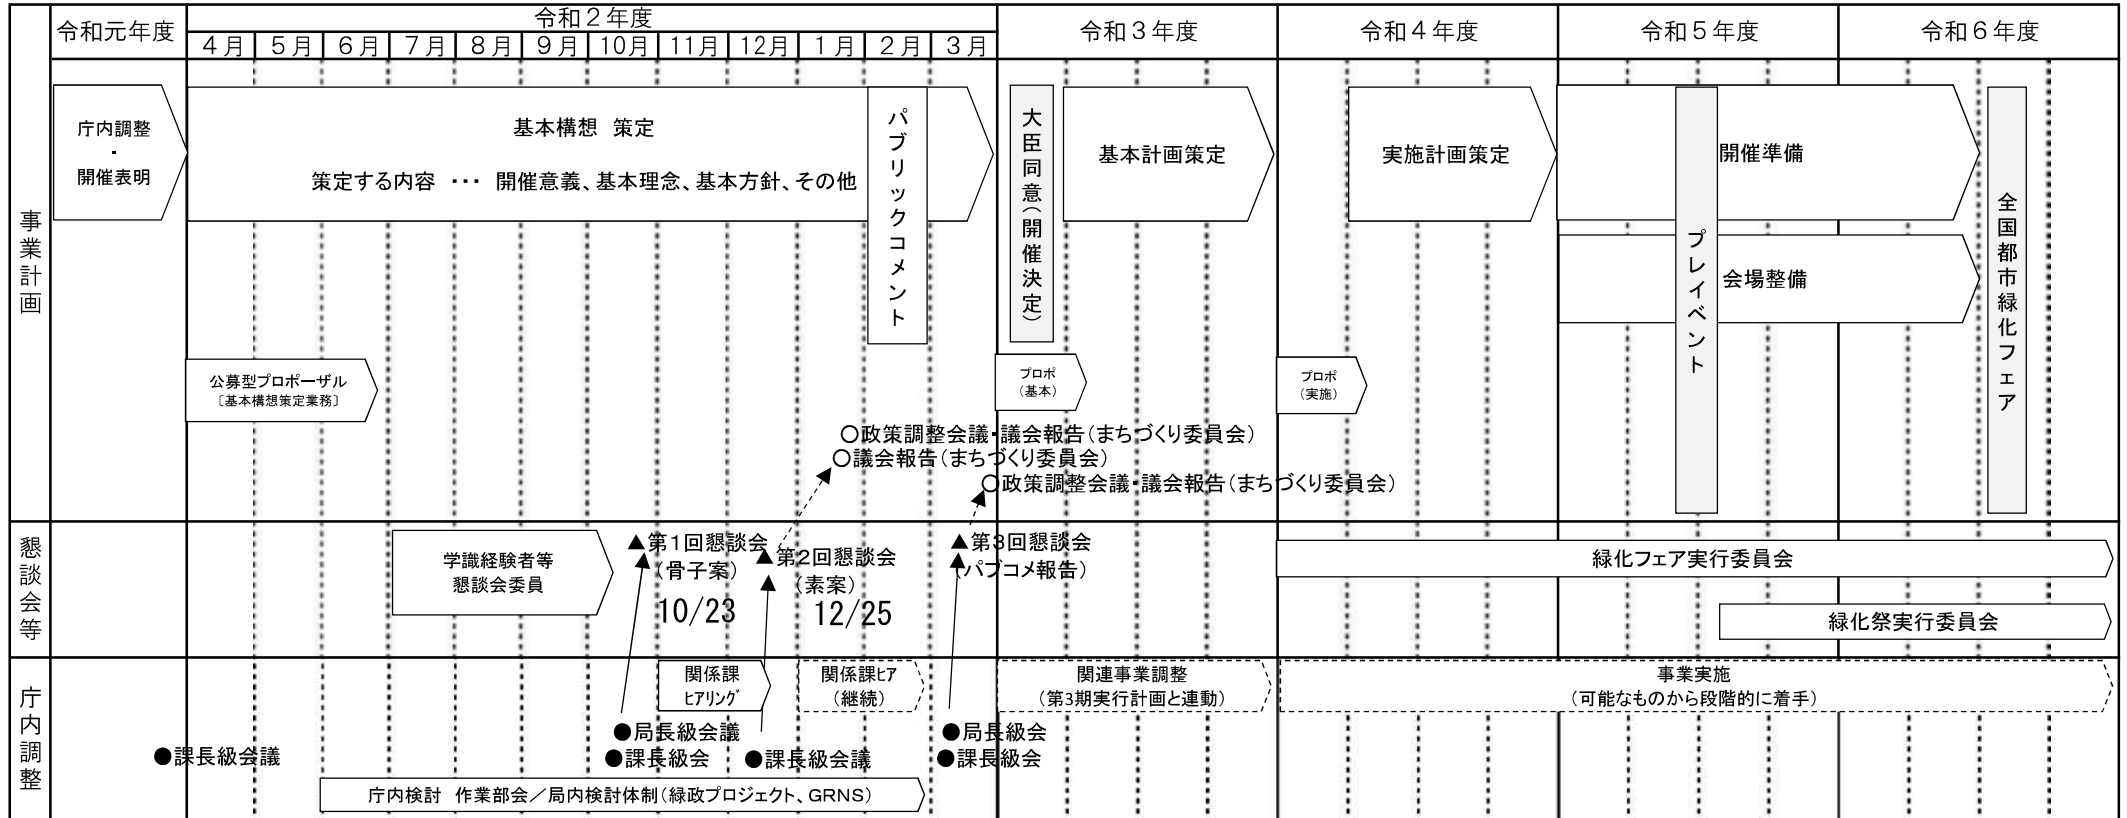 令和元年度
令和２年度
令和３年度
令和４年度
令和５年度
令和６年度
４月
５月
６月
７月
８月
９月
10月
11月
12月
１月
２月
３月
事業計画
庁内調整
・
開催表明
基本構想 策定
策定する内容 ・・・ 開催意義、基本理念、基本方針、その他
パブリックコメント
大臣同意（開催決定）
基本計画策定
実施計画策定
開催準備
会場整備
プレイベント
全国都市緑化フェア
公募型プロポーザル
〔基本構想策定業務〕
プロポ
（基本）
プロポ
（実施）
○政策調整会議・議会報告（まちづくり委員会）
○議会報告（まちづくり委員会）
○政策調整会議・議会報告（まちづくり委員会）
懇談会等
学識経験者等
懇談会委員
▲第1回懇談会
（骨子案）
10/23
▲第2回懇談会
（素案）
12/25
▲第3回懇談会
（パブコメ報告）
緑化フェア実行委員会
緑化祭実行委員会
庁内調整
関係課
ﾋｱﾘﾝｸﾞ
関係課ﾋｱ
（継続）
関連事業調整
（第3期実行計画と連動）
事業実施
（可能なものから段階的に着手）
●課長級会議
●局長級会議
●課長級会
●課長級会議
●局長級会
●課長級会
庁内検討 作業部会／局内検討体制（緑政プロジェクト、GRNS）